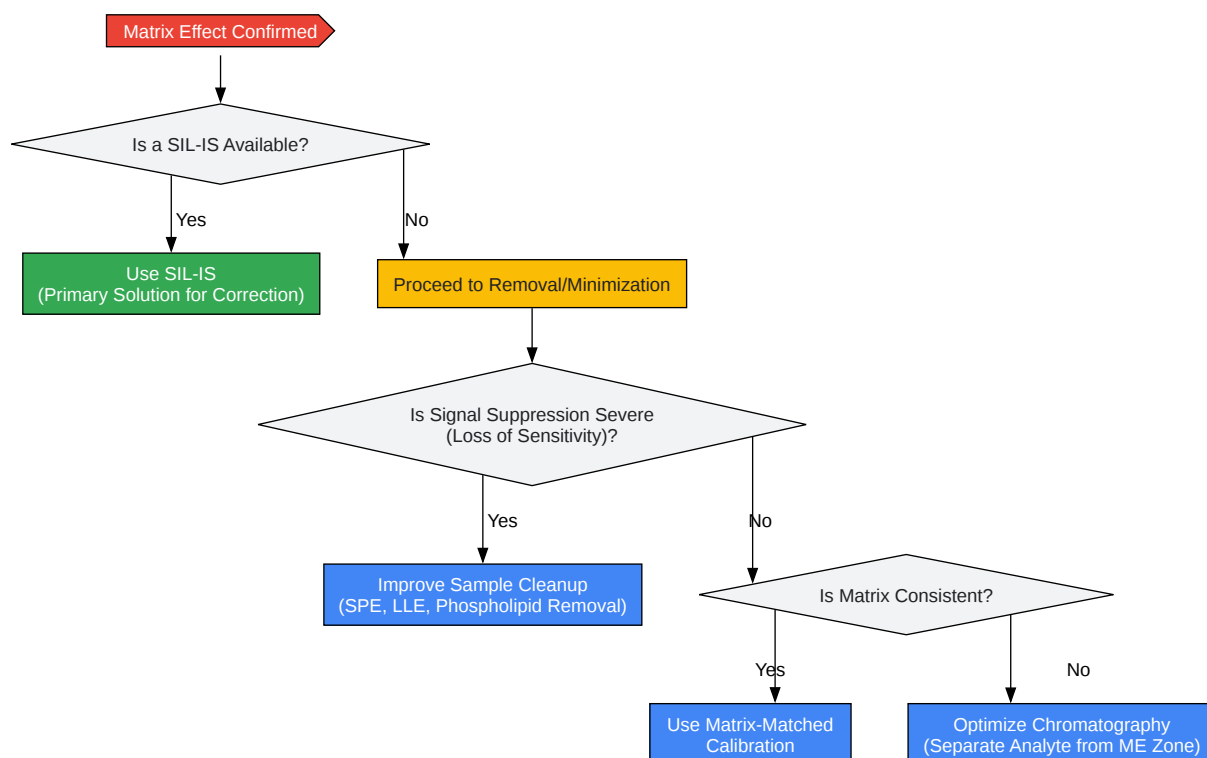 Matrix Effect Confirmed
Is a SIL-IS Available?
Yes
No
Use SIL-IS
(Primary Solution for Correction)
Proceed to Removal/Minimization
Is Signal Suppression Severe
(Loss of Sensitivity)?
Yes
No
Improve Sample Cleanup
(SPE, LLE, Phospholipid Removal)
Is Matrix Consistent?
Yes
No
Use Matrix-Matched
Calibration
Optimize Chromatography
(Separate Analyte from ME Zone)